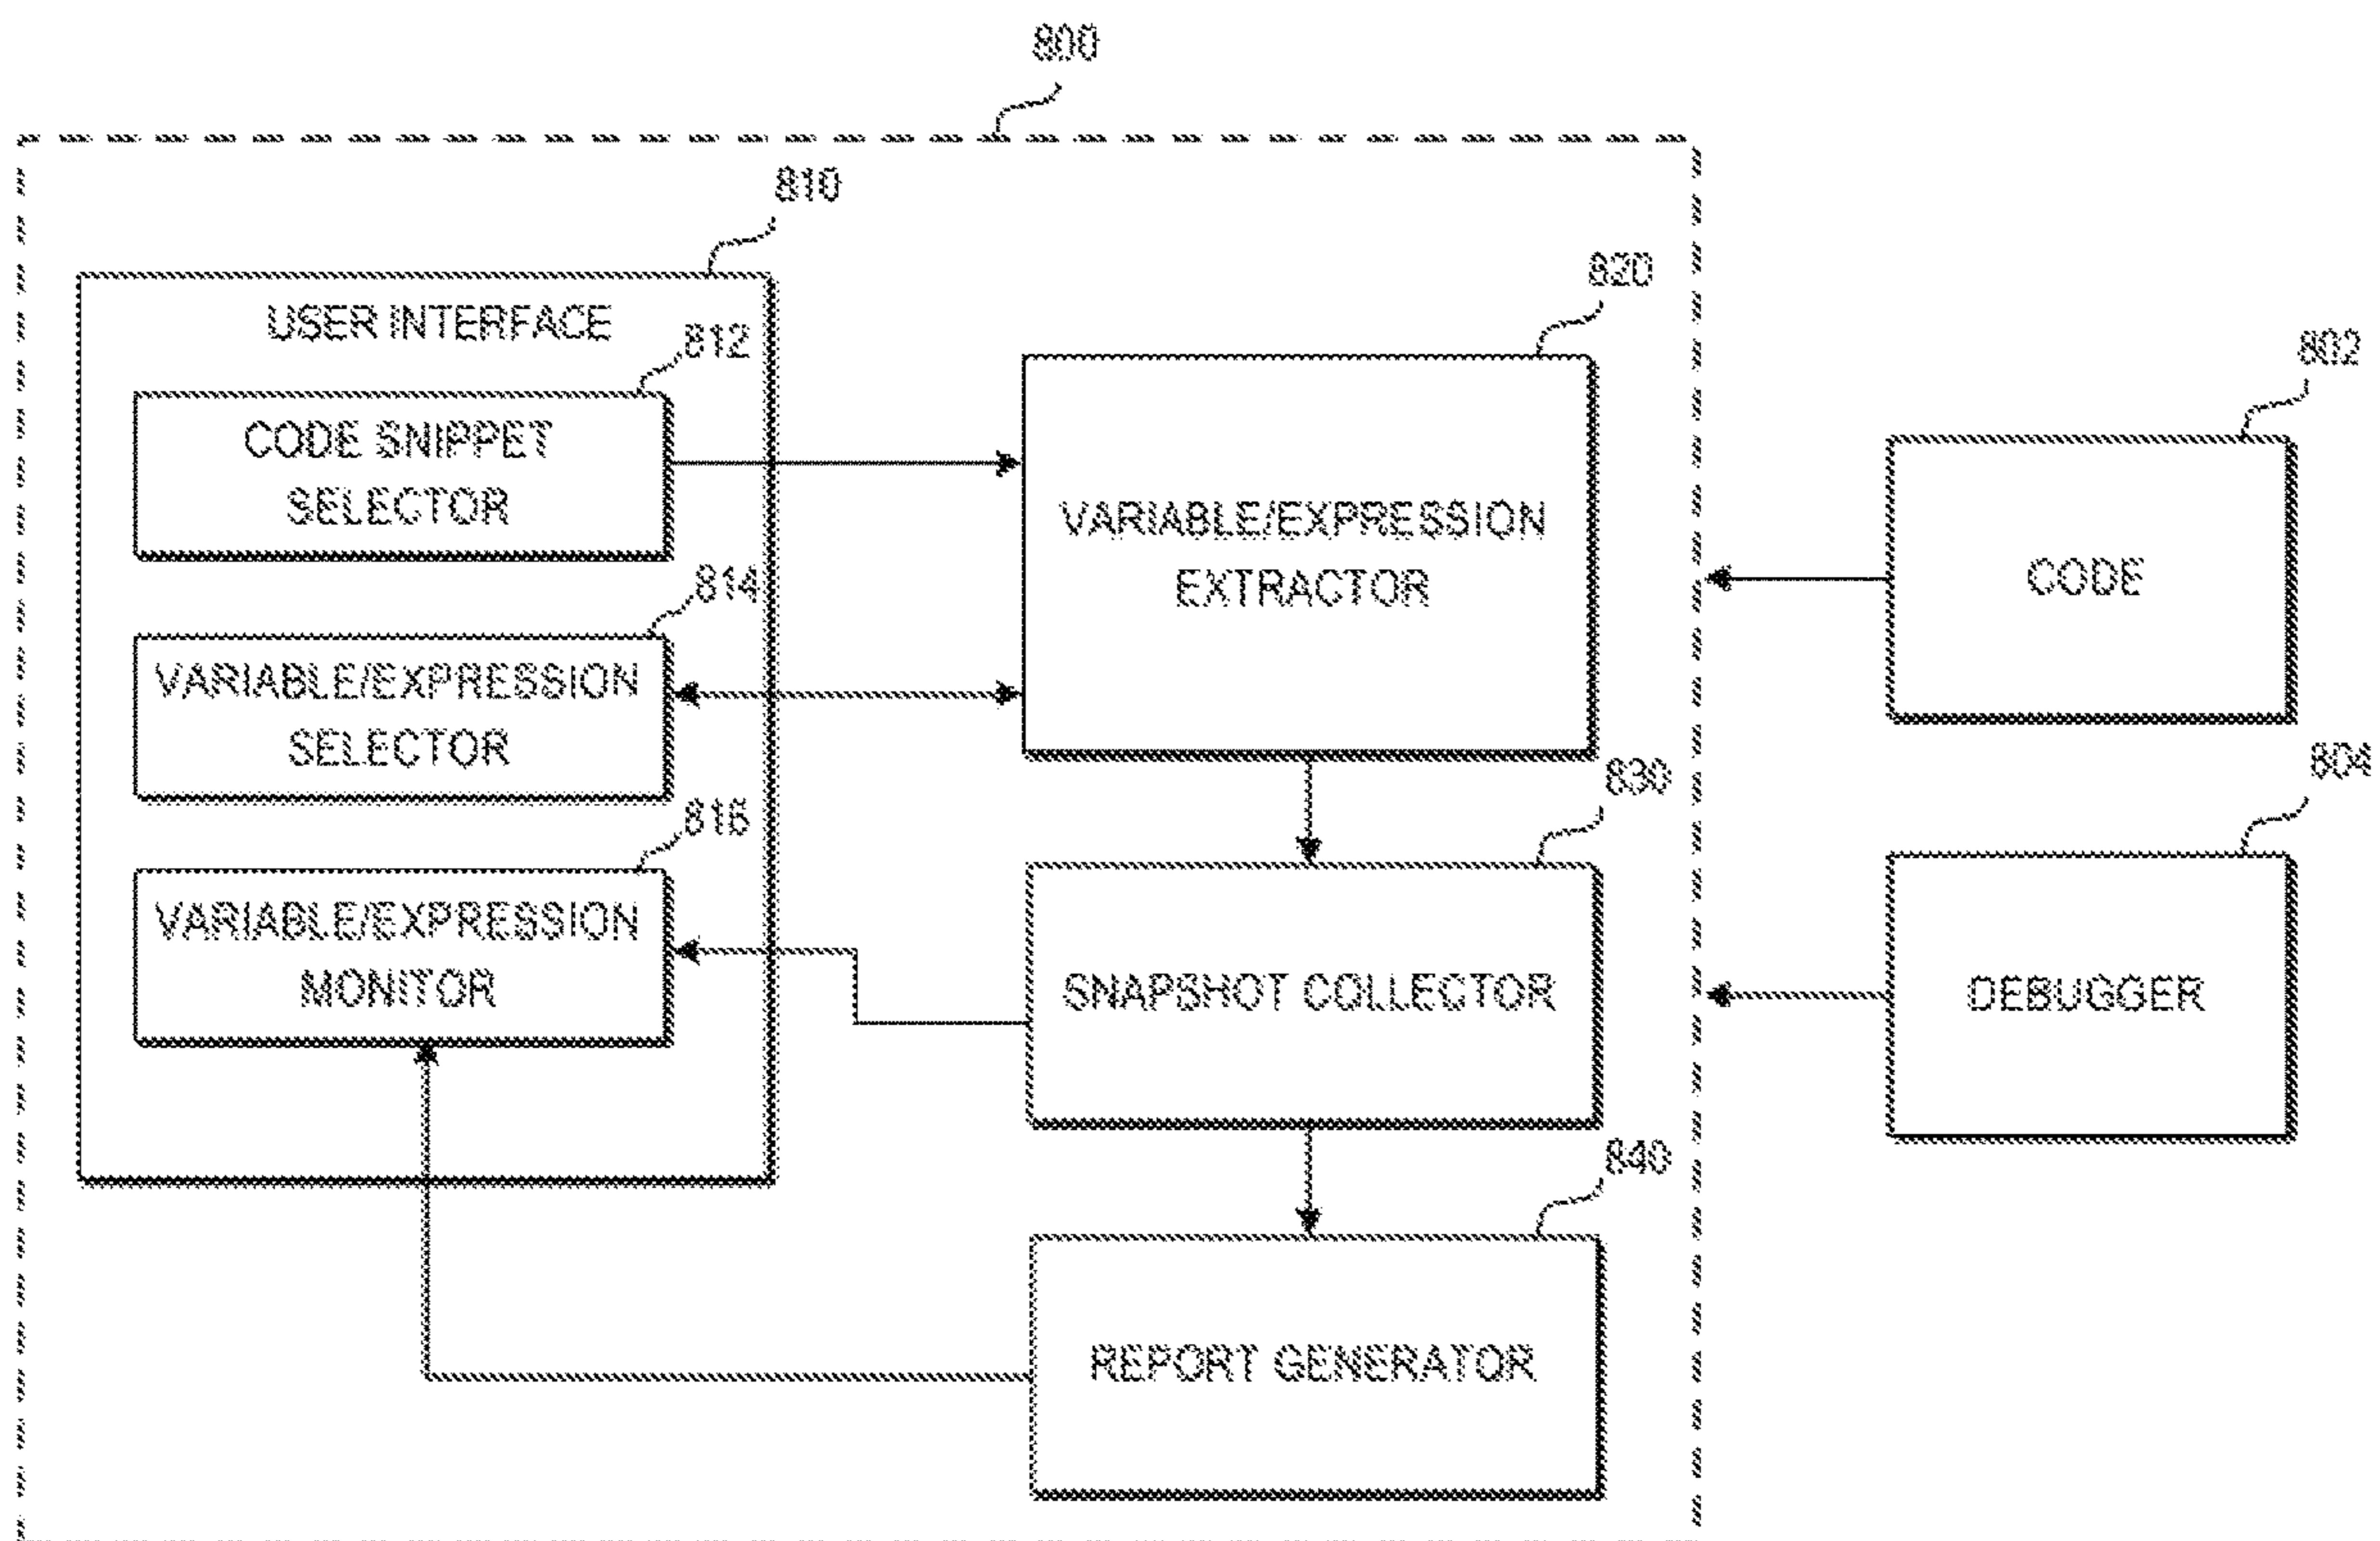 800
810
USER INTERFACE
812
CODE SNIPPET
SELECTOR
814
VARIABLE/EXPRESSION
SELECTOR
816
VARIABLE/EXPRESSION
MONITOR
820
VARIABLE/EXPRESSION
EXTRACTOR
830
SNAPSHOT COLLECTOR
840
REPORT GENERATOR
802
CODE
804
DEBUGGER